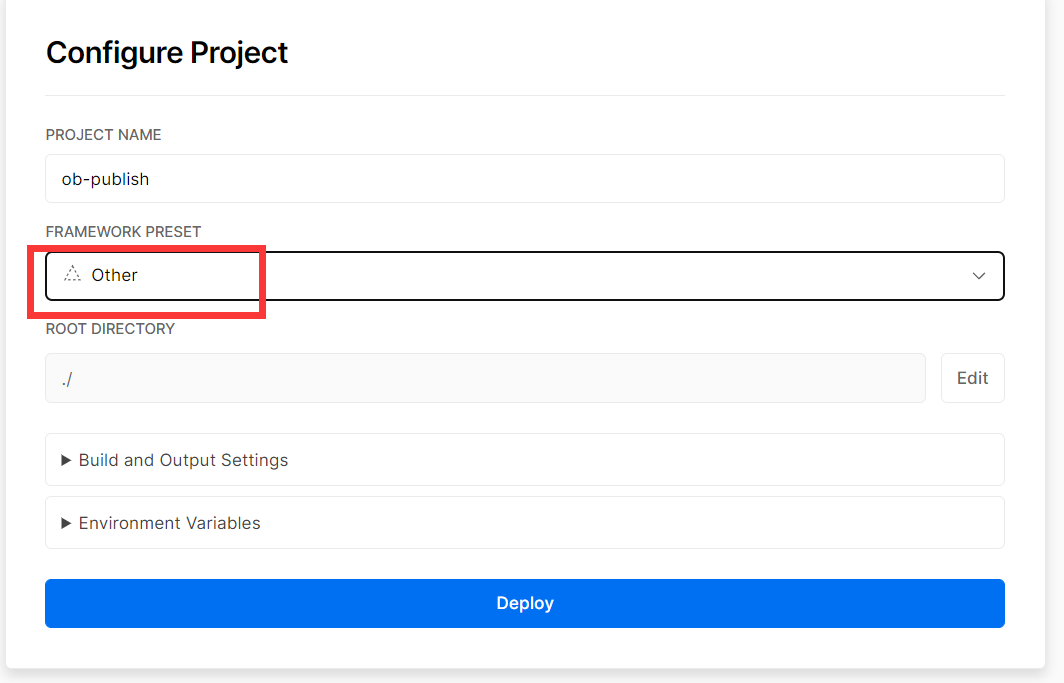 Configure Project
PROJECT NAME
ob-publish
FRAMEWORK PRESET
Other
ROOT DIRECTORY
./
Edit
Build and Output Settings
Environment Variables
Deploy